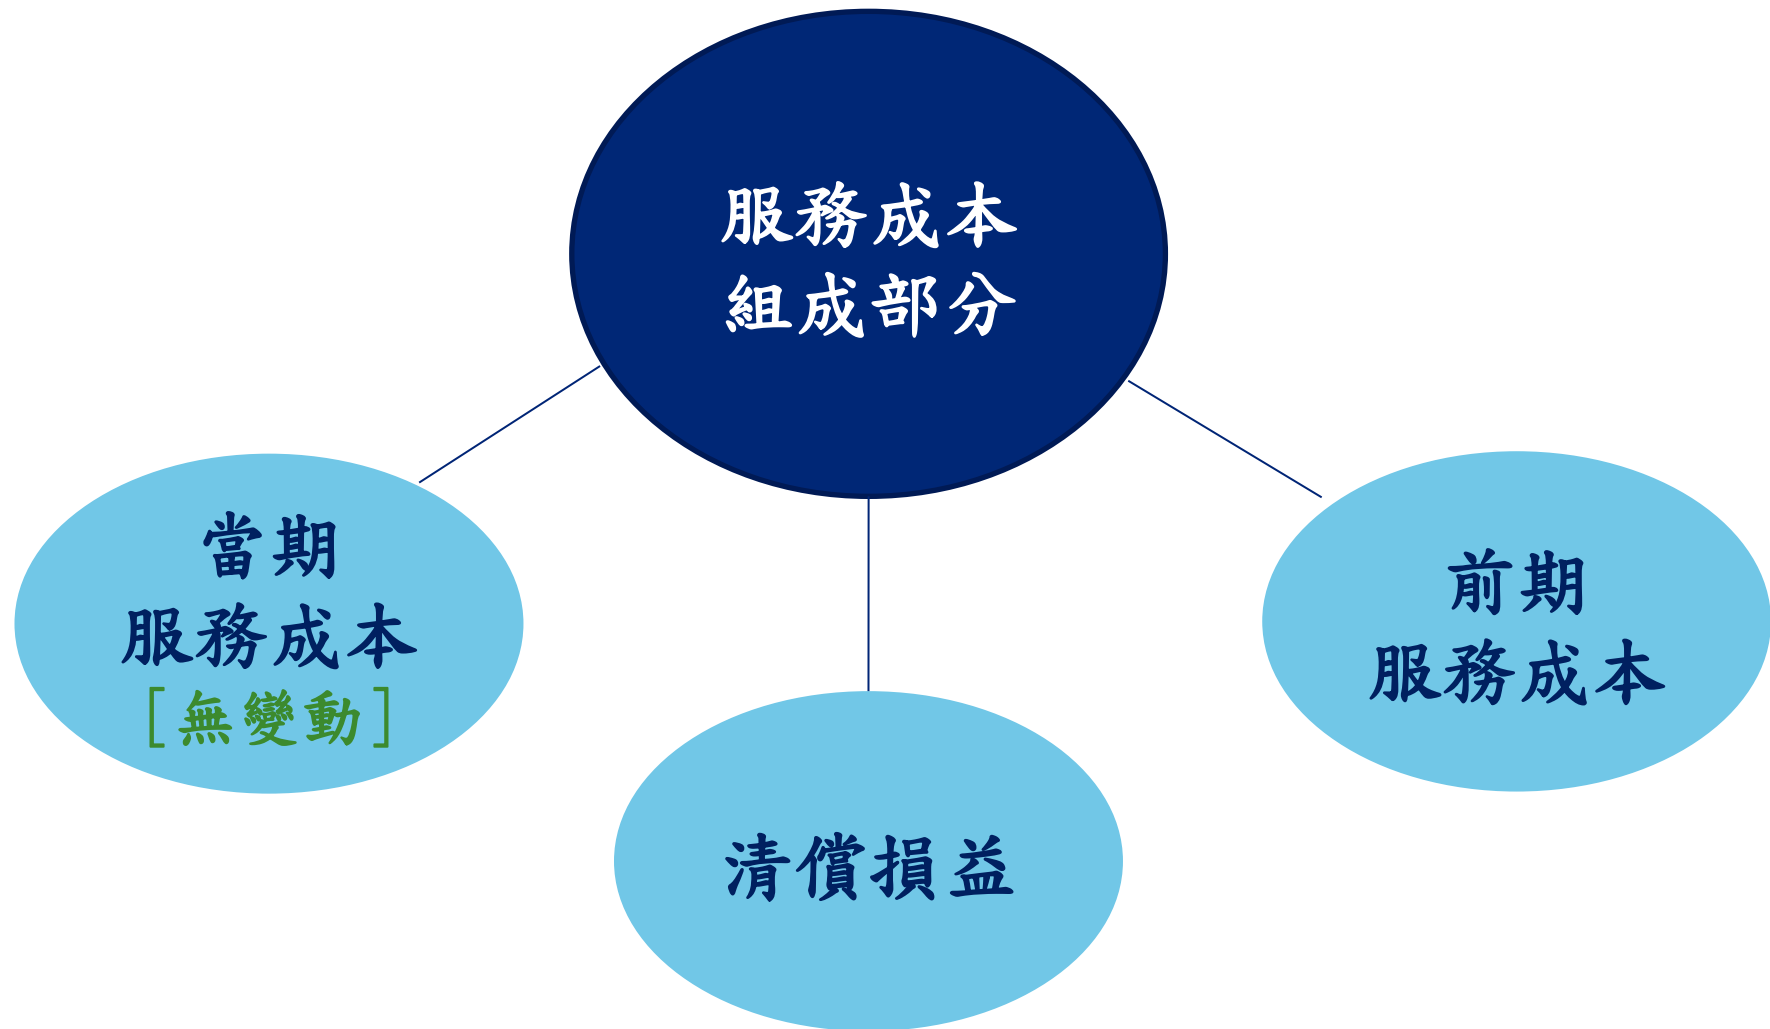 服務成本
組成部分
當期
服務成本
[無變動]
清償損益
前期
服務成本